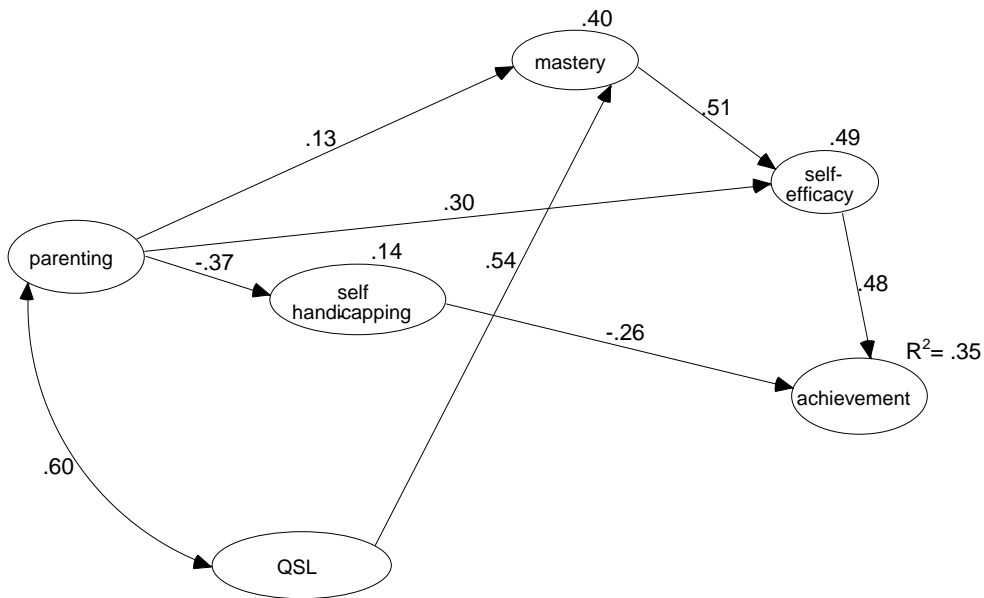 .40
mastery
.51
.13
.49
self-
efficacy
.30
parenting
-.37
.14
.54
self
handicapping
.48
-.26
R²= .35
achievement
.60
QSL